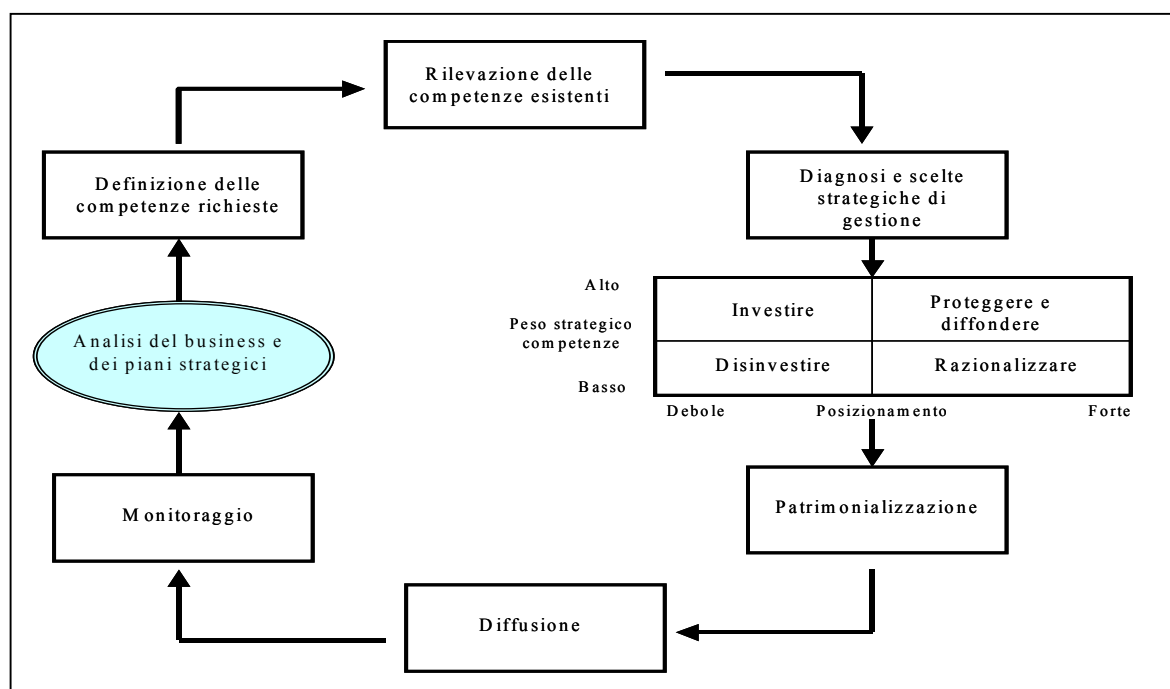 Rilevazione delle
competenze esistenti
Definizione delle
competenze richieste
Diagnosi e scelte
strategiche di
gestione
Alto
Investire
Proteggere e
diffondere
Peso strategico
competenze
Disinvestire
Razionalizzare
Basso
Debole
Posizionamento
Forte
Analisi del business e
dei piani strategici
Monitoraggio
Patrimonializzazione
Diffusione